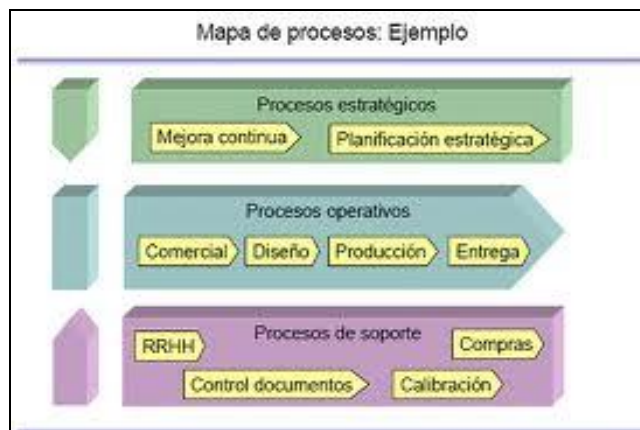 Mapa de procesos: Ejemplo
Procesos estratégicos
Mejora continua
Planificación estratégica
Procesos operativos
Comercial
Diseño
Producción
Entrega
Procesos de soporte
RRHH
Compras
Control documentos
Calibración